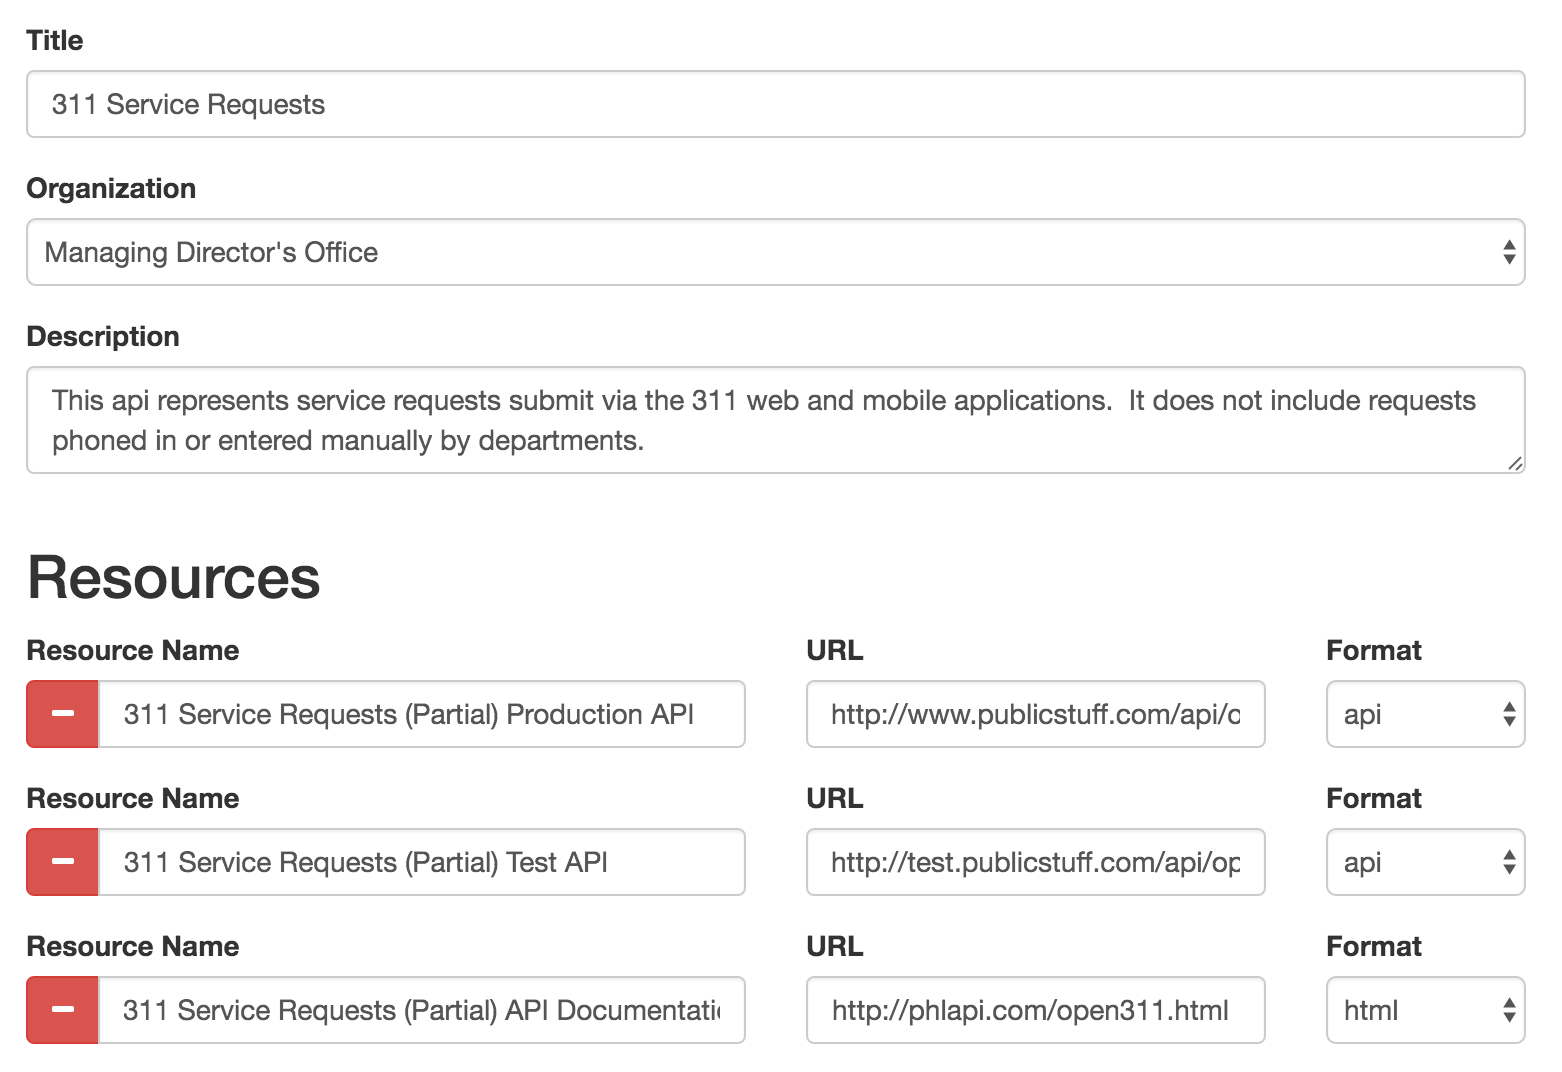 Title
311 Service Requests
Organization
Managing Director's Office
Description
This api represents service requests submit via the 311 web and mobile applications.  It does not include requests
phoned in or entered manually by departments.
Resources
Resource Name URL Format
311 Service Requests (Partial) Production API http://www.publicstuff.com/api/o api
Resource Name URL Format
311 Service Requests (Partial) Test API http://test.publicstuff.com/api/op api
Resource Name URL Format
311 Service Requests (Partial) API Documentati http://phlapi.com/open311.html html